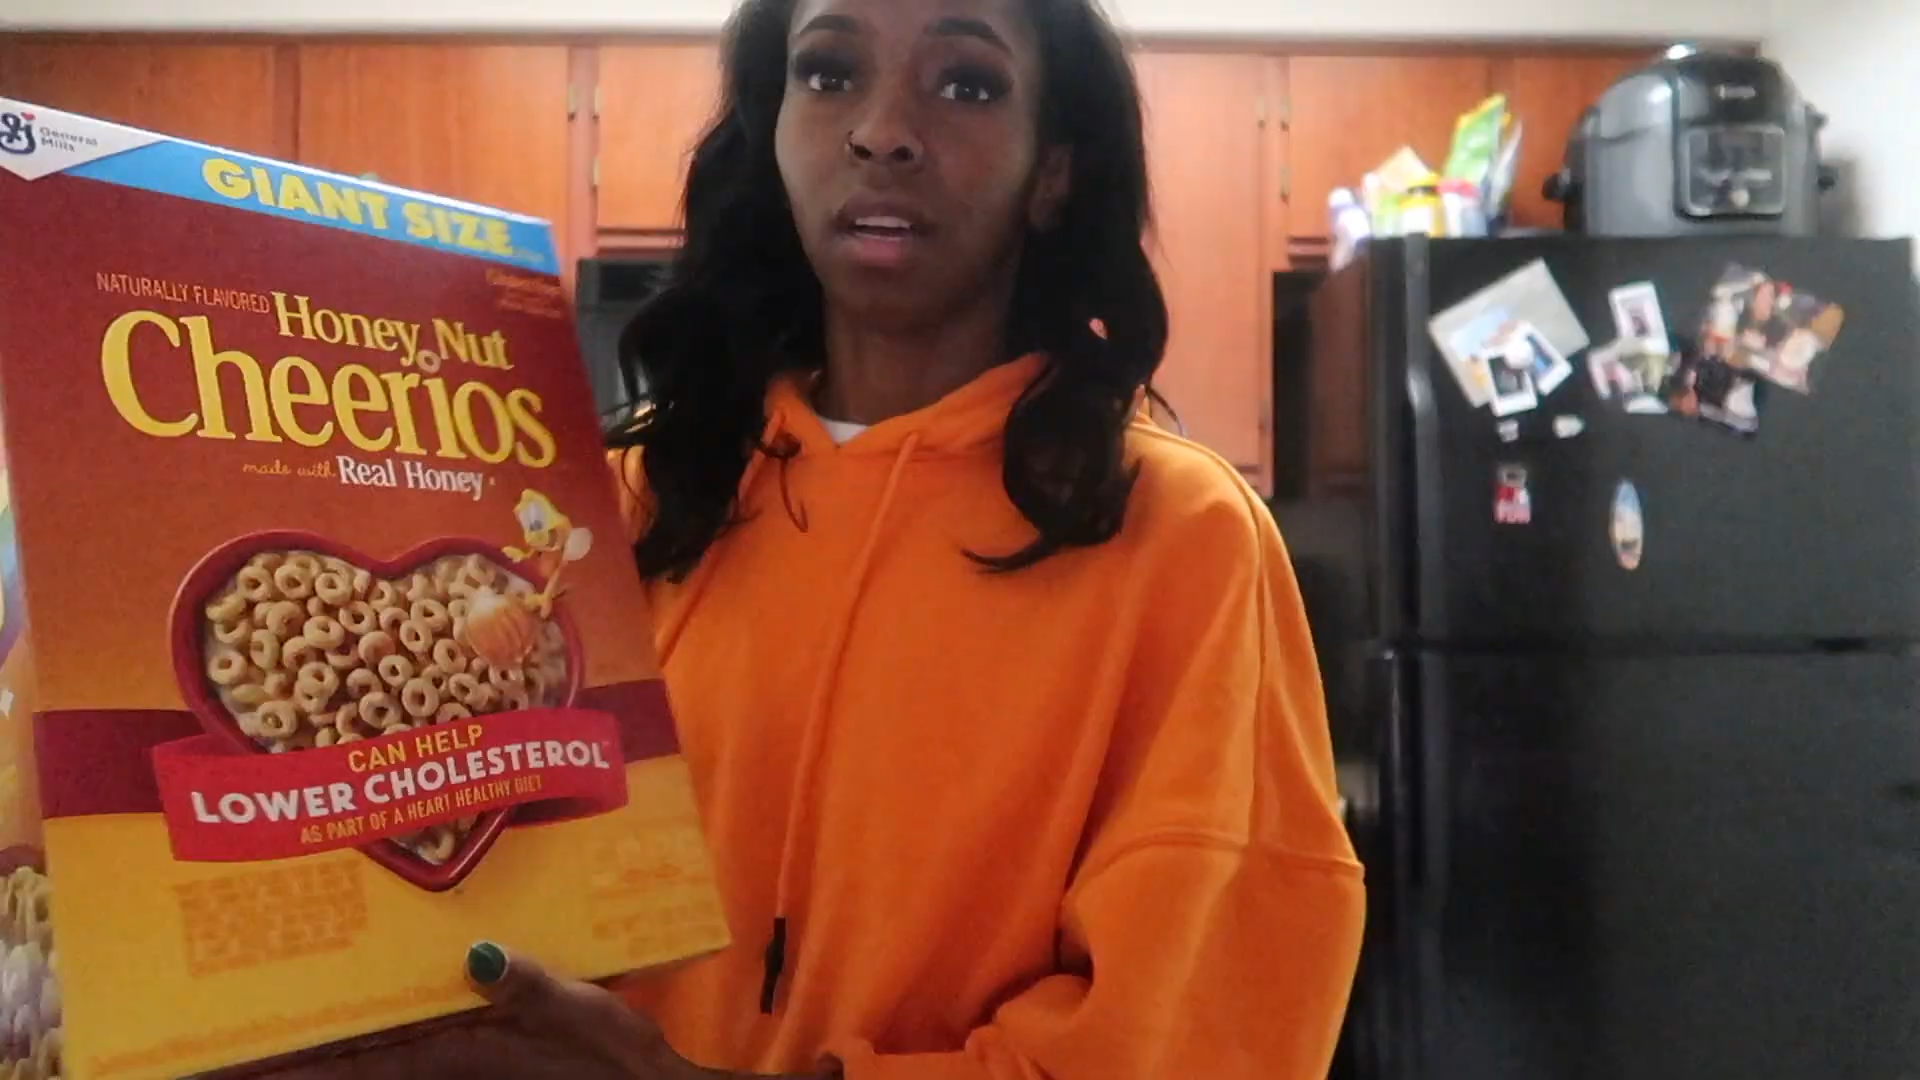 General
Mills
GIANT SIZE
NATURALLY FLAVORED Honey Nut
Cheerios
made with Real Honey
CAN HELP
LOWER CHOLESTEROL
AS PART OF A HEART HEALTHY DIET